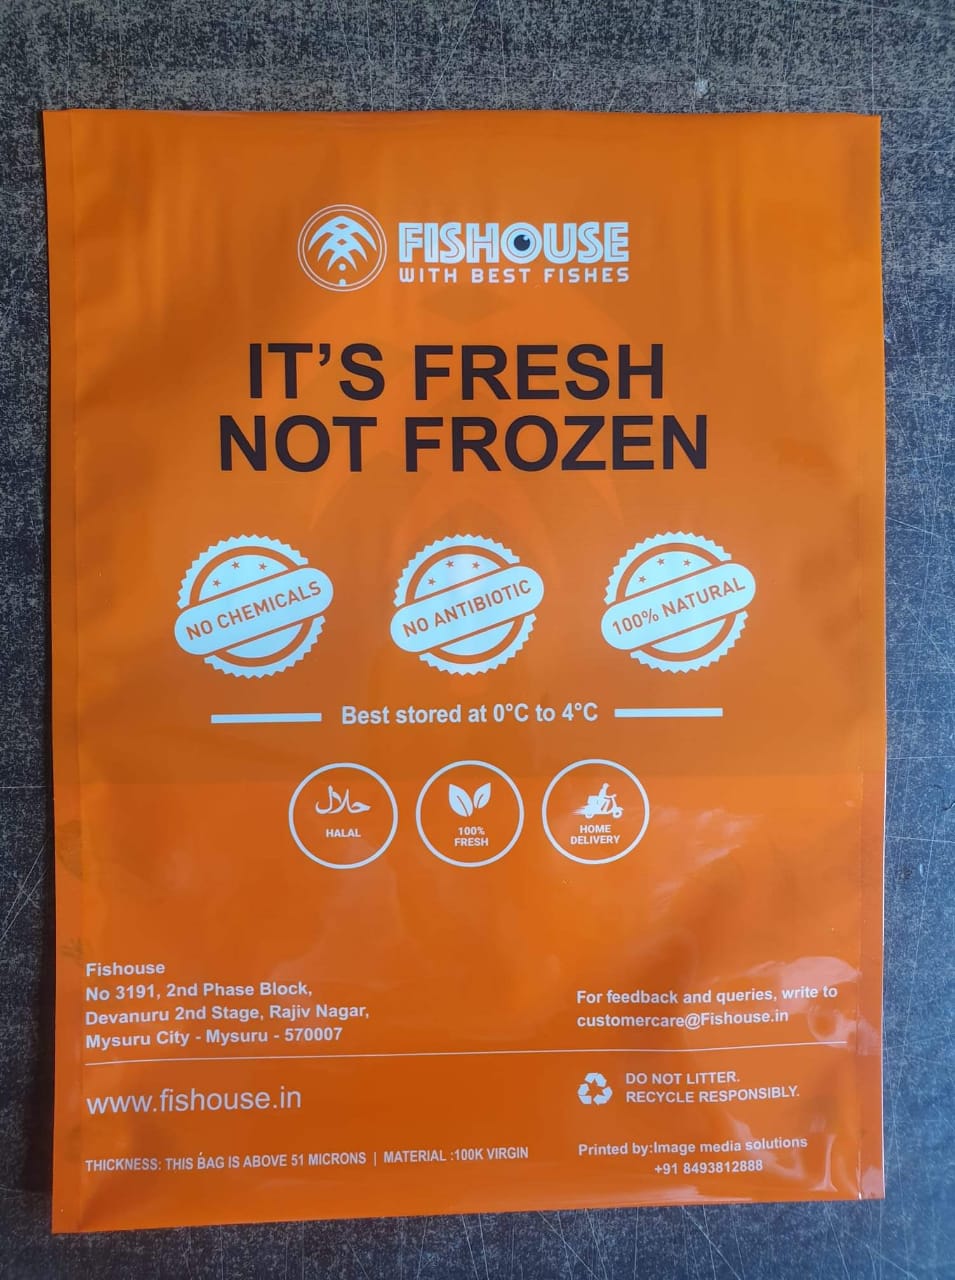 FISHOUSE
WITH BEST FISHES
IT'S FRESH
NOT FROZEN
NO CHEMICALS
NO ANTIBIOTIC
100% NATURAL
Best stored at 0°C to 4°C
حلال
HALAL
100%
FRESH
HOME
DELIVERY
Fishouse
No 3191, 2nd Phase Block,
Devanuru 2nd Stage, Rajiv Nagar,
Mysuru City - Mysuru - 570007
For feedback and queries, write to
customercare@Fishouse.in
www.fishouse.in
DO NOT LITTER.
RECYCLE RESPONSIBLY.
THICKNESS: THIS BAG IS ABOVE 51 MICRONS | MATERIAL :100K VIRGIN
Printed by:Image media solutions
+91 8493812888